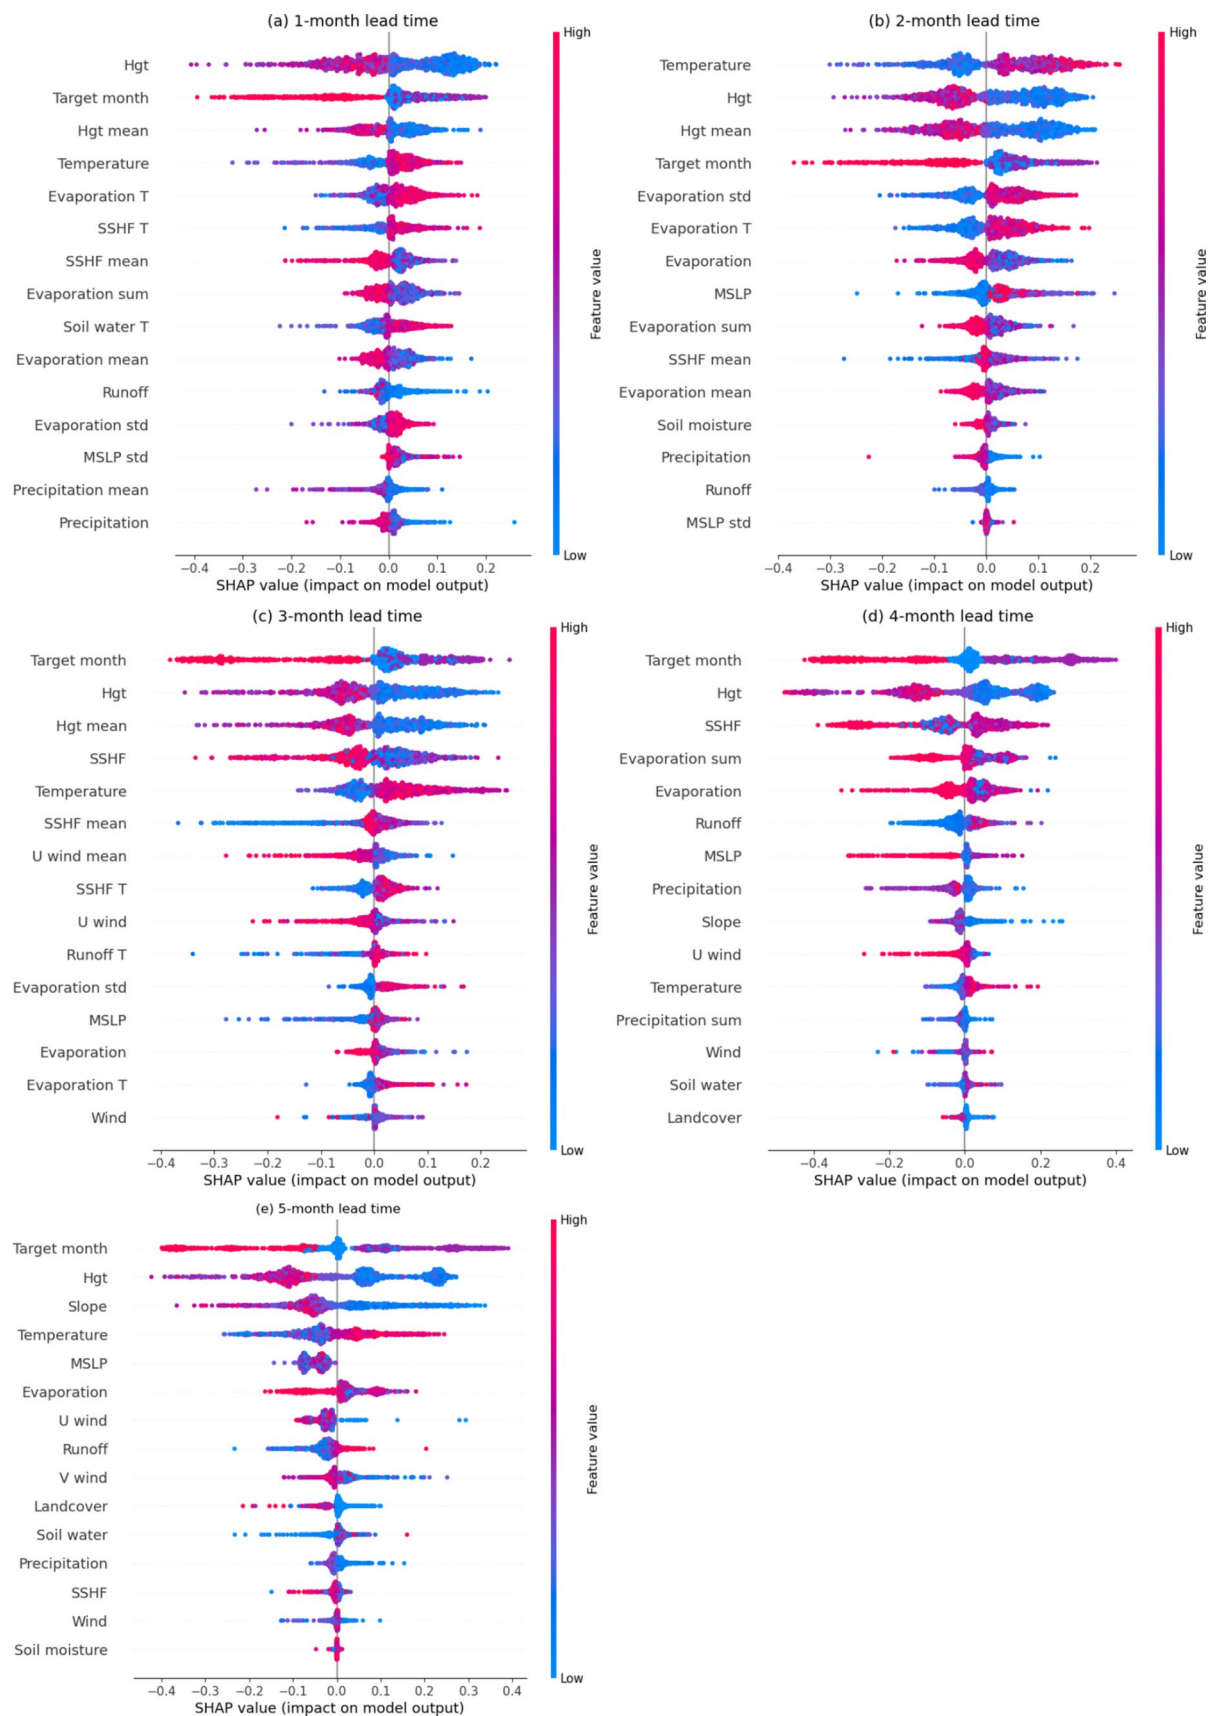 (a) 1-month lead time
High
Hgt
Target month
Hgt mean
Temperature
Evaporation T
SSHF T
SSHF mean
Evaporation sum
Soil water T
Evaporation mean
Runoff
Evaporation std
MSLP std
Precipitation mean
Precipitation
Feature value
Low
−0.4 −0.3 −0.2 −0.1 0.0 0.1 0.2
SHAP value (impact on model output)
(b) 2-month lead time
High
Temperature
Hgt
Hgt mean
Target month
Evaporation std
Evaporation T
Evaporation
MSLP
Evaporation sum
SSHF mean
Evaporation mean
Soil moisture
Precipitation
Runoff
MSLP std
Feature value
Low
−0.4 −0.3 −0.2 −0.1 0.0 0.1 0.2
SHAP value (impact on model output)
(c) 3-month lead time
High
Target month
Hgt
Hgt mean
SSHF
Temperature
SSHF mean
U wind mean
SSHF T
U wind
Runoff T
Evaporation std
MSLP
Evaporation
Evaporation T
Wind
Feature value
Low
−0.4 −0.3 −0.2 −0.1 0.0 0.1 0.2
SHAP value (impact on model output)
(d) 4-month lead time
High
Target month
Hgt
SSHF
Evaporation sum
Evaporation
Runoff
MSLP
Precipitation
Slope
U wind
Temperature
Precipitation sum
Wind
Soil water
Landcover
Feature value
Low
−0.4 −0.2 0.0 0.2 0.4
SHAP value (impact on model output)
(e) 5-month lead time
High
Target month
Hgt
Slope
Temperature
MSLP
Evaporation
U wind
Runoff
V wind
Landcover
Soil water
Precipitation
SSHF
Wind
Soil moisture
Feature value
Low
−0.4 −0.3 −0.2 −0.1 0.0 0.1 0.2 0.3 0.4
SHAP value (impact on model output)